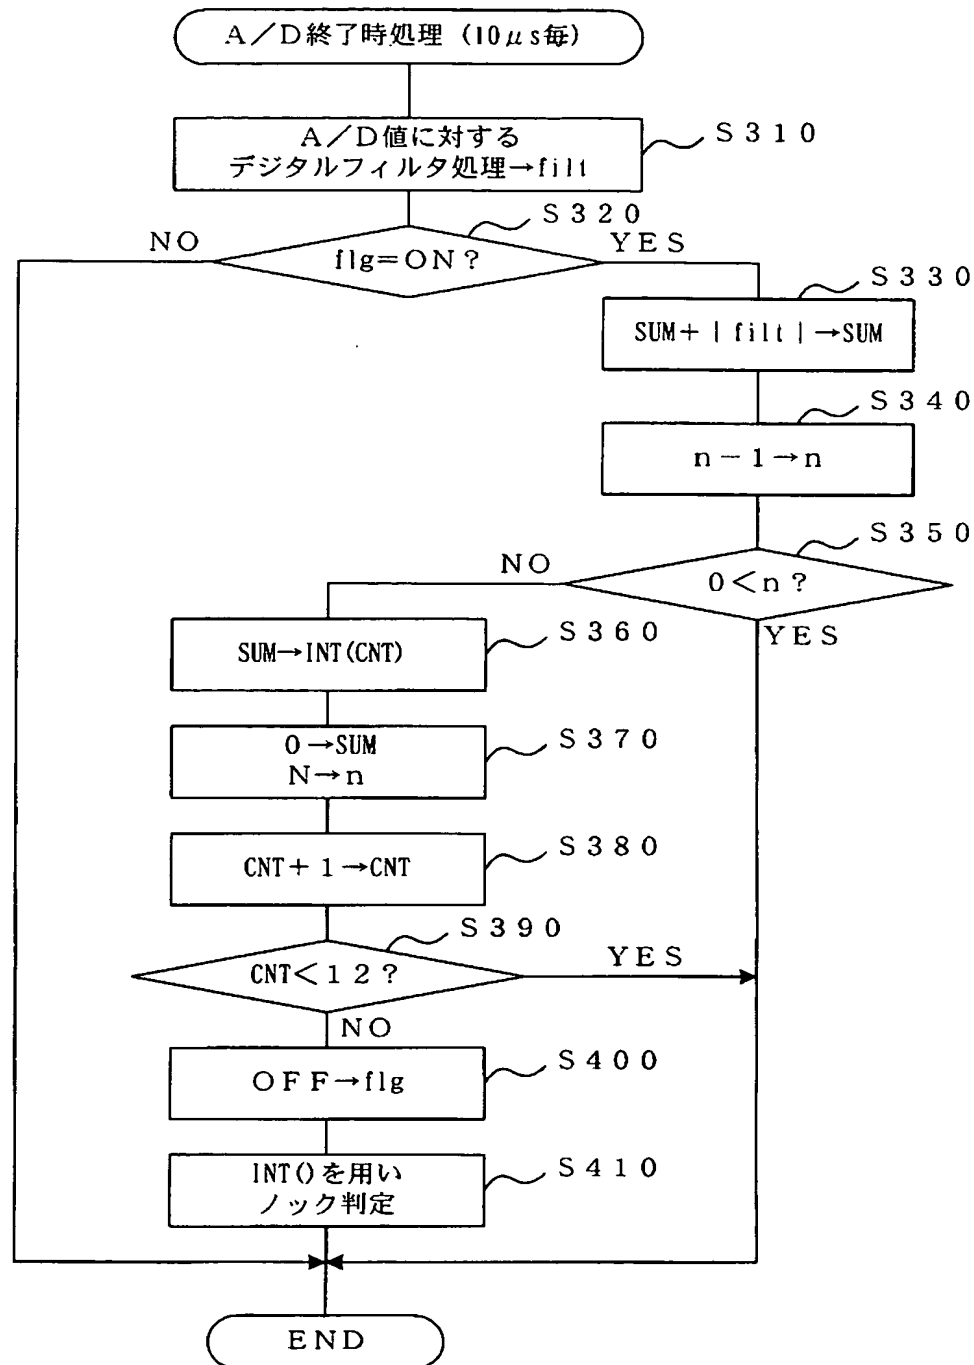 A/D終了時処理 (10μs毎)
A/D値に対する
デジタルフィルタ処理→filt
S310
S320
NO
flg=ON?
YES
S330
SUM+|filt|→SUM
S340
n-1→n
S350
NO
0<n?
YES
S360
SUM→INT(CNT)
S370
0→SUM
N→n
S380
CNT+1→CNT
S390
CNT<12?
YES
NO
S400
OFF→flg
S410
INT()を用い
ノック判定
END